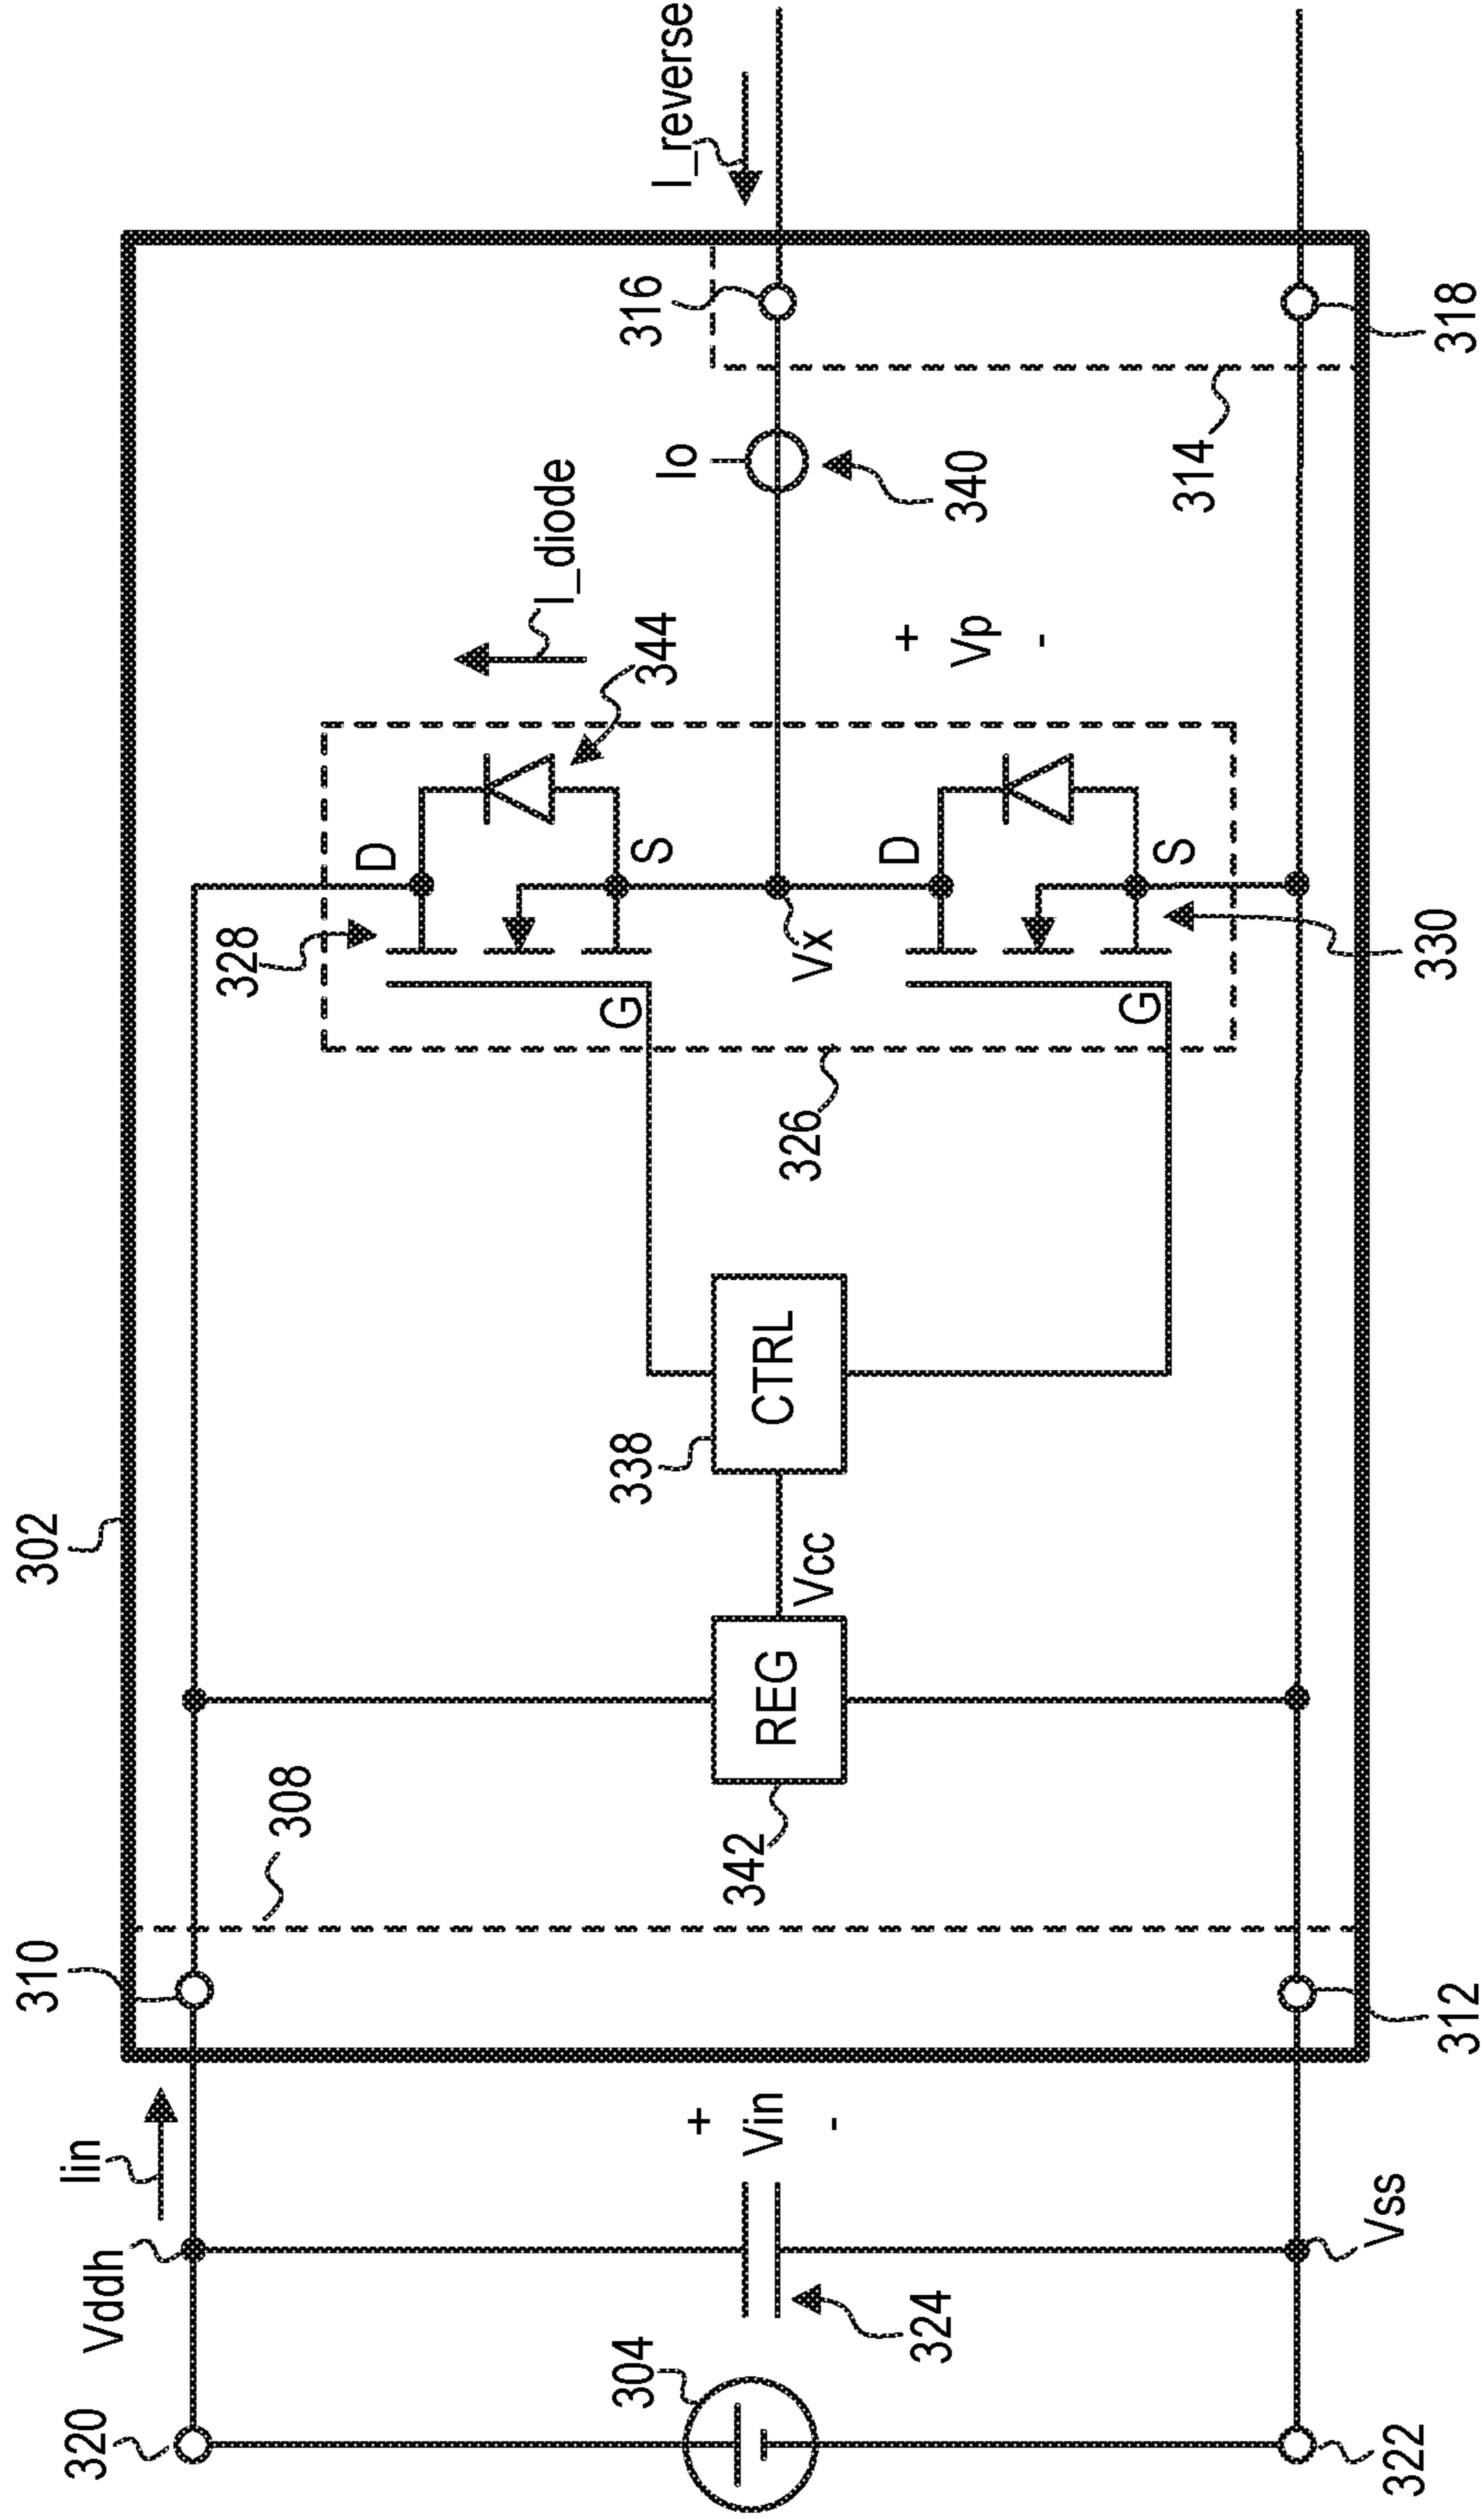 302
310
308
320
Vddh
Iin
328
D
I_diode
I_reverse
344
S
316
G
304
Vin
+
-
342
REG
Vcc
338
CTRL
326
Vx
Io
340
+
Vp
-
D
G
S
314
324
Vss
322
312
330
318